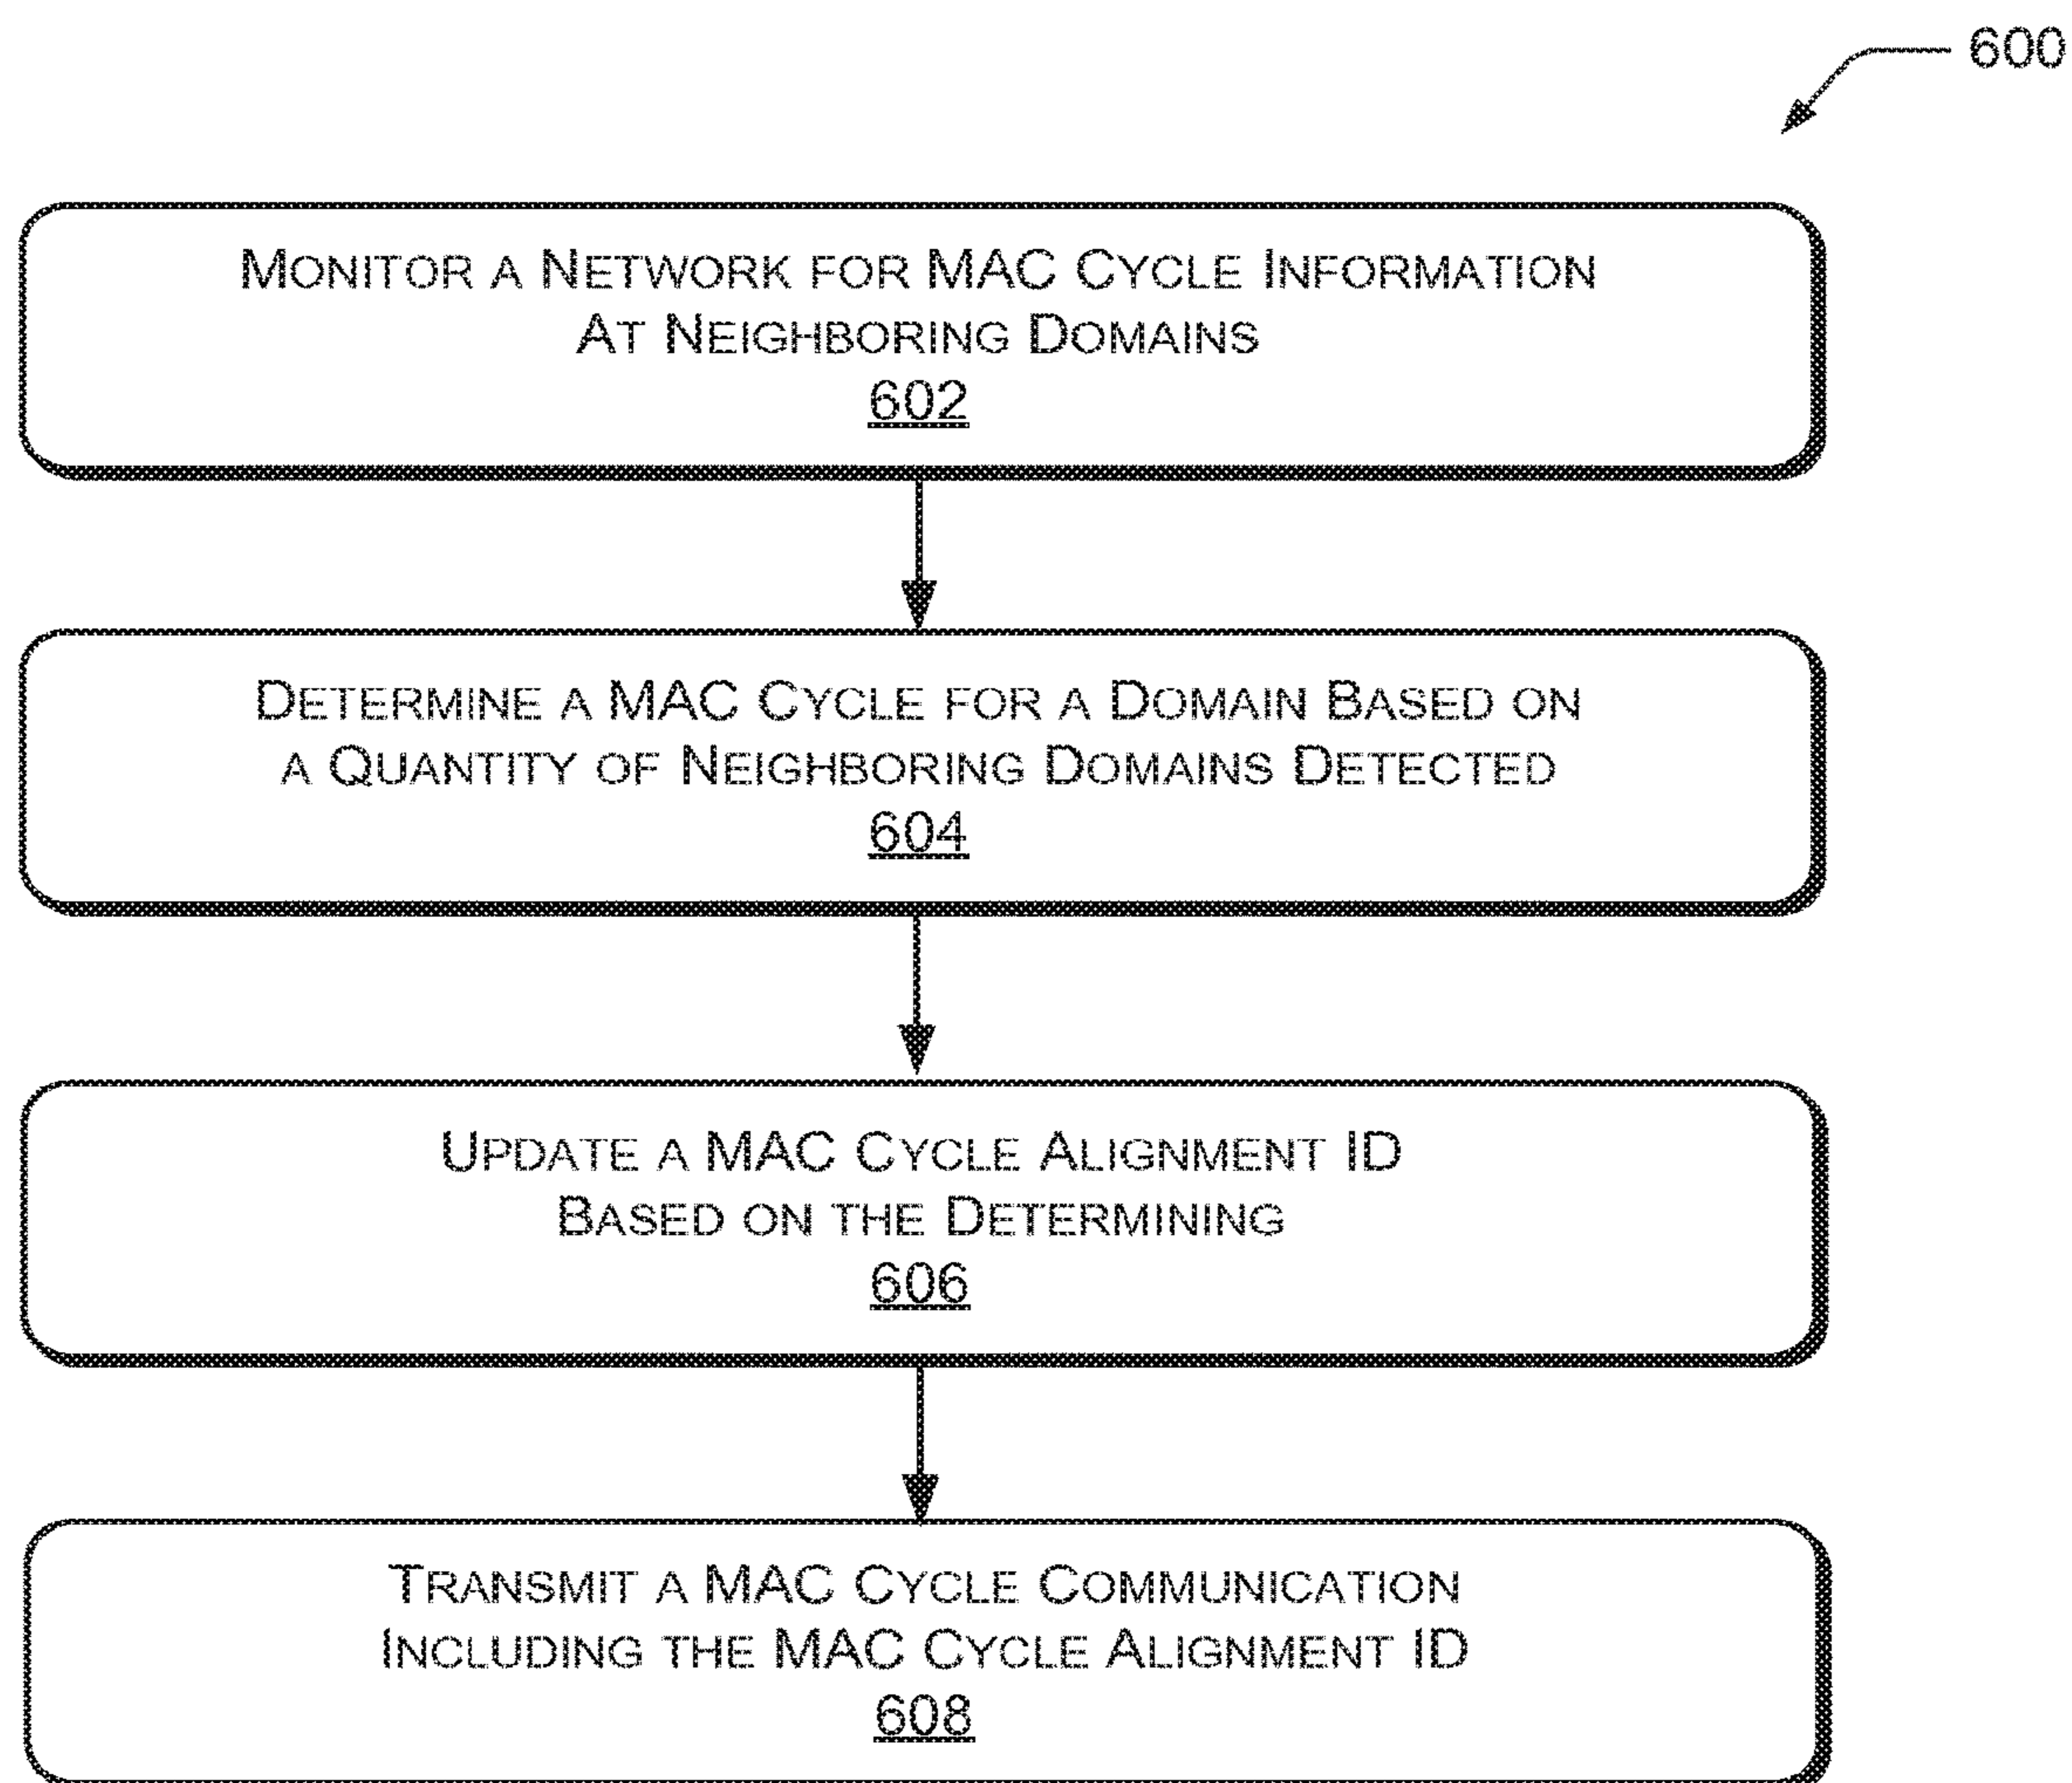 600
MONITOR A NETWORK FOR MAC CYCLE INFORMATION
AT NEIGHBORING DOMAINS
602
DETERMINE A MAC CYCLE FOR A DOMAIN BASED ON
A QUANTITY OF NEIGHBORING DOMAINS DETECTED
604
UPDATE A MAC CYCLE ALIGNMENT ID
BASED ON THE DETERMINING
606
TRANSMIT A MAC CYCLE COMMUNICATION
INCLUDING THE MAC CYCLE ALIGNMENT ID
608